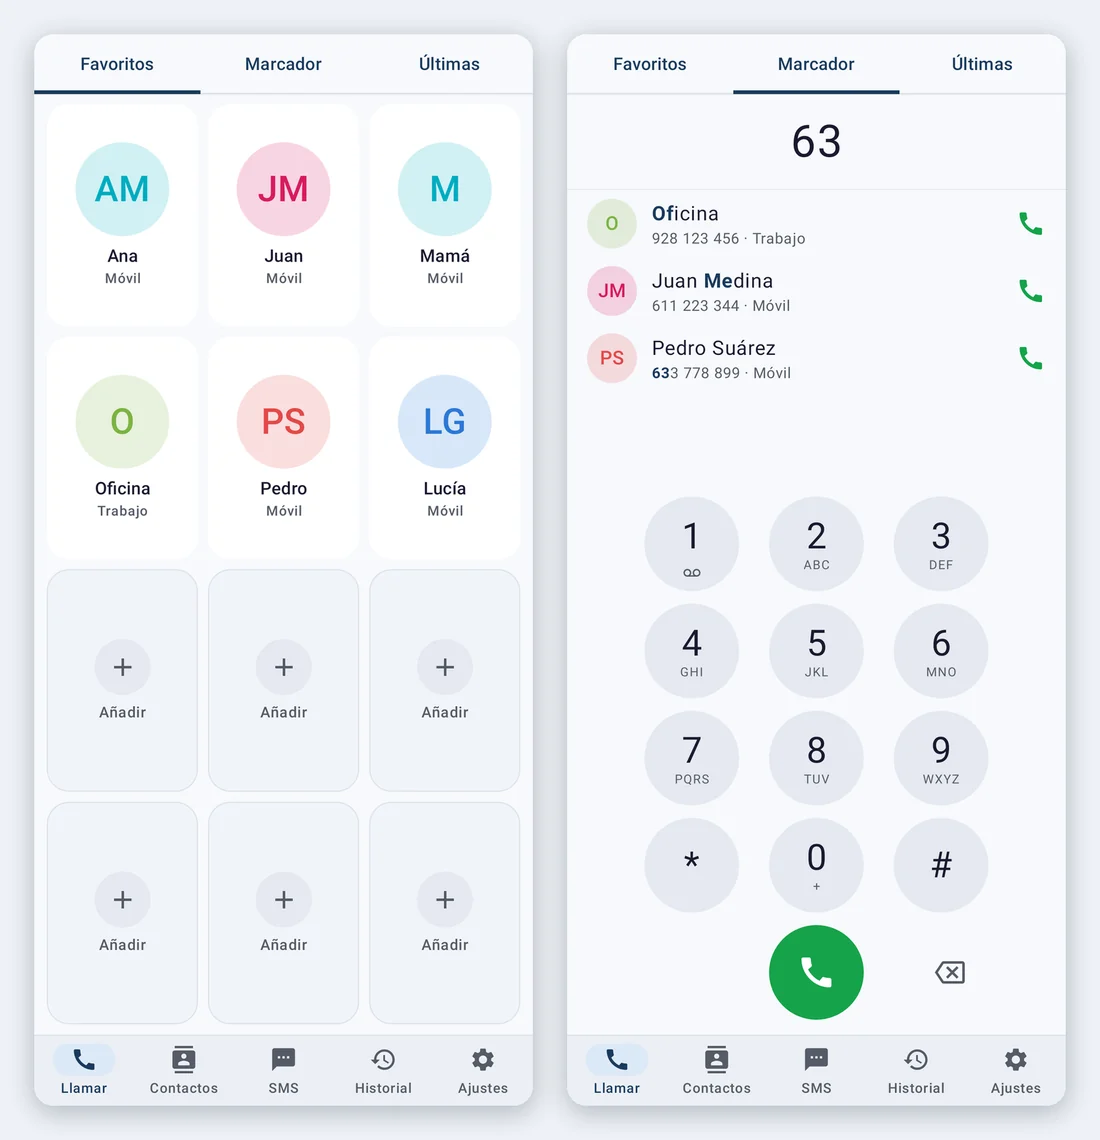 Favoritos Marcador Últimas
AM JM M
Ana Juan Mamá
Móvil Móvil Móvil
O PS LG
Oficina Pedro Lucía
Trabajo Móvil Móvil
Añadir Añadir Añadir
Añadir Añadir Añadir
Llamar Contactos SMS Historial Ajustes
Favoritos Marcador Últimas
63
O Oficina
928 123 456 · Trabajo
JM Juan Medina
611 223 344 · Móvil
PS Pedro Suárez
633 778 899 · Móvil
1 2 3
ABC DEF
4 5 6
GHI JKL MNO
7 8 9
PQRS TUV WXYZ
* 0 #
+
Llamar Contactos SMS Historial Ajustes